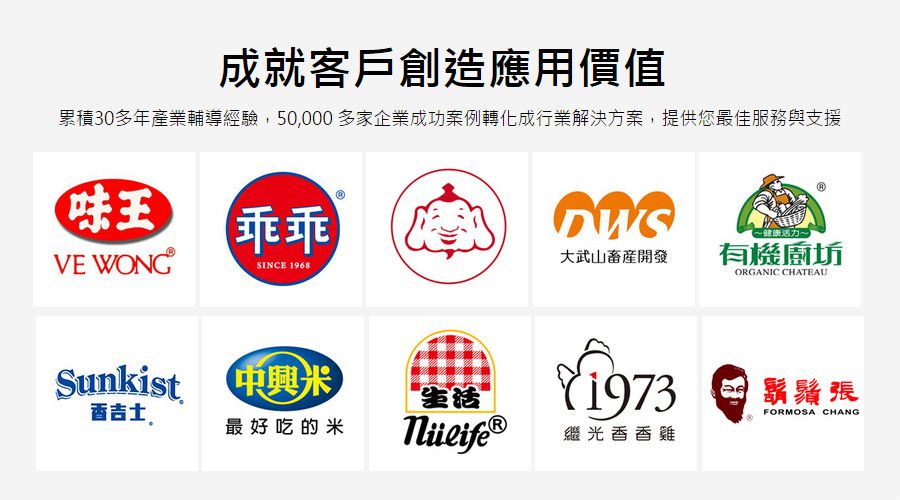 成就客戶創造應用價值
累積30多年產業輔導經驗，50,000 多家企業成功案例轉化成行業解決方案，提供您最佳服務與支援
味王
VE WONG®
乖乖®
SINCE 1968
DWS
大武山畜産開發
®
～健康活力～
有機廚坊
ORGANIC CHATEAU
Sunkist®
香吉士®
中興米
最好吃的米
生活
Nülife®
1973
繼光香香雞
鬍鬚張
FORMOSA CHANG
®